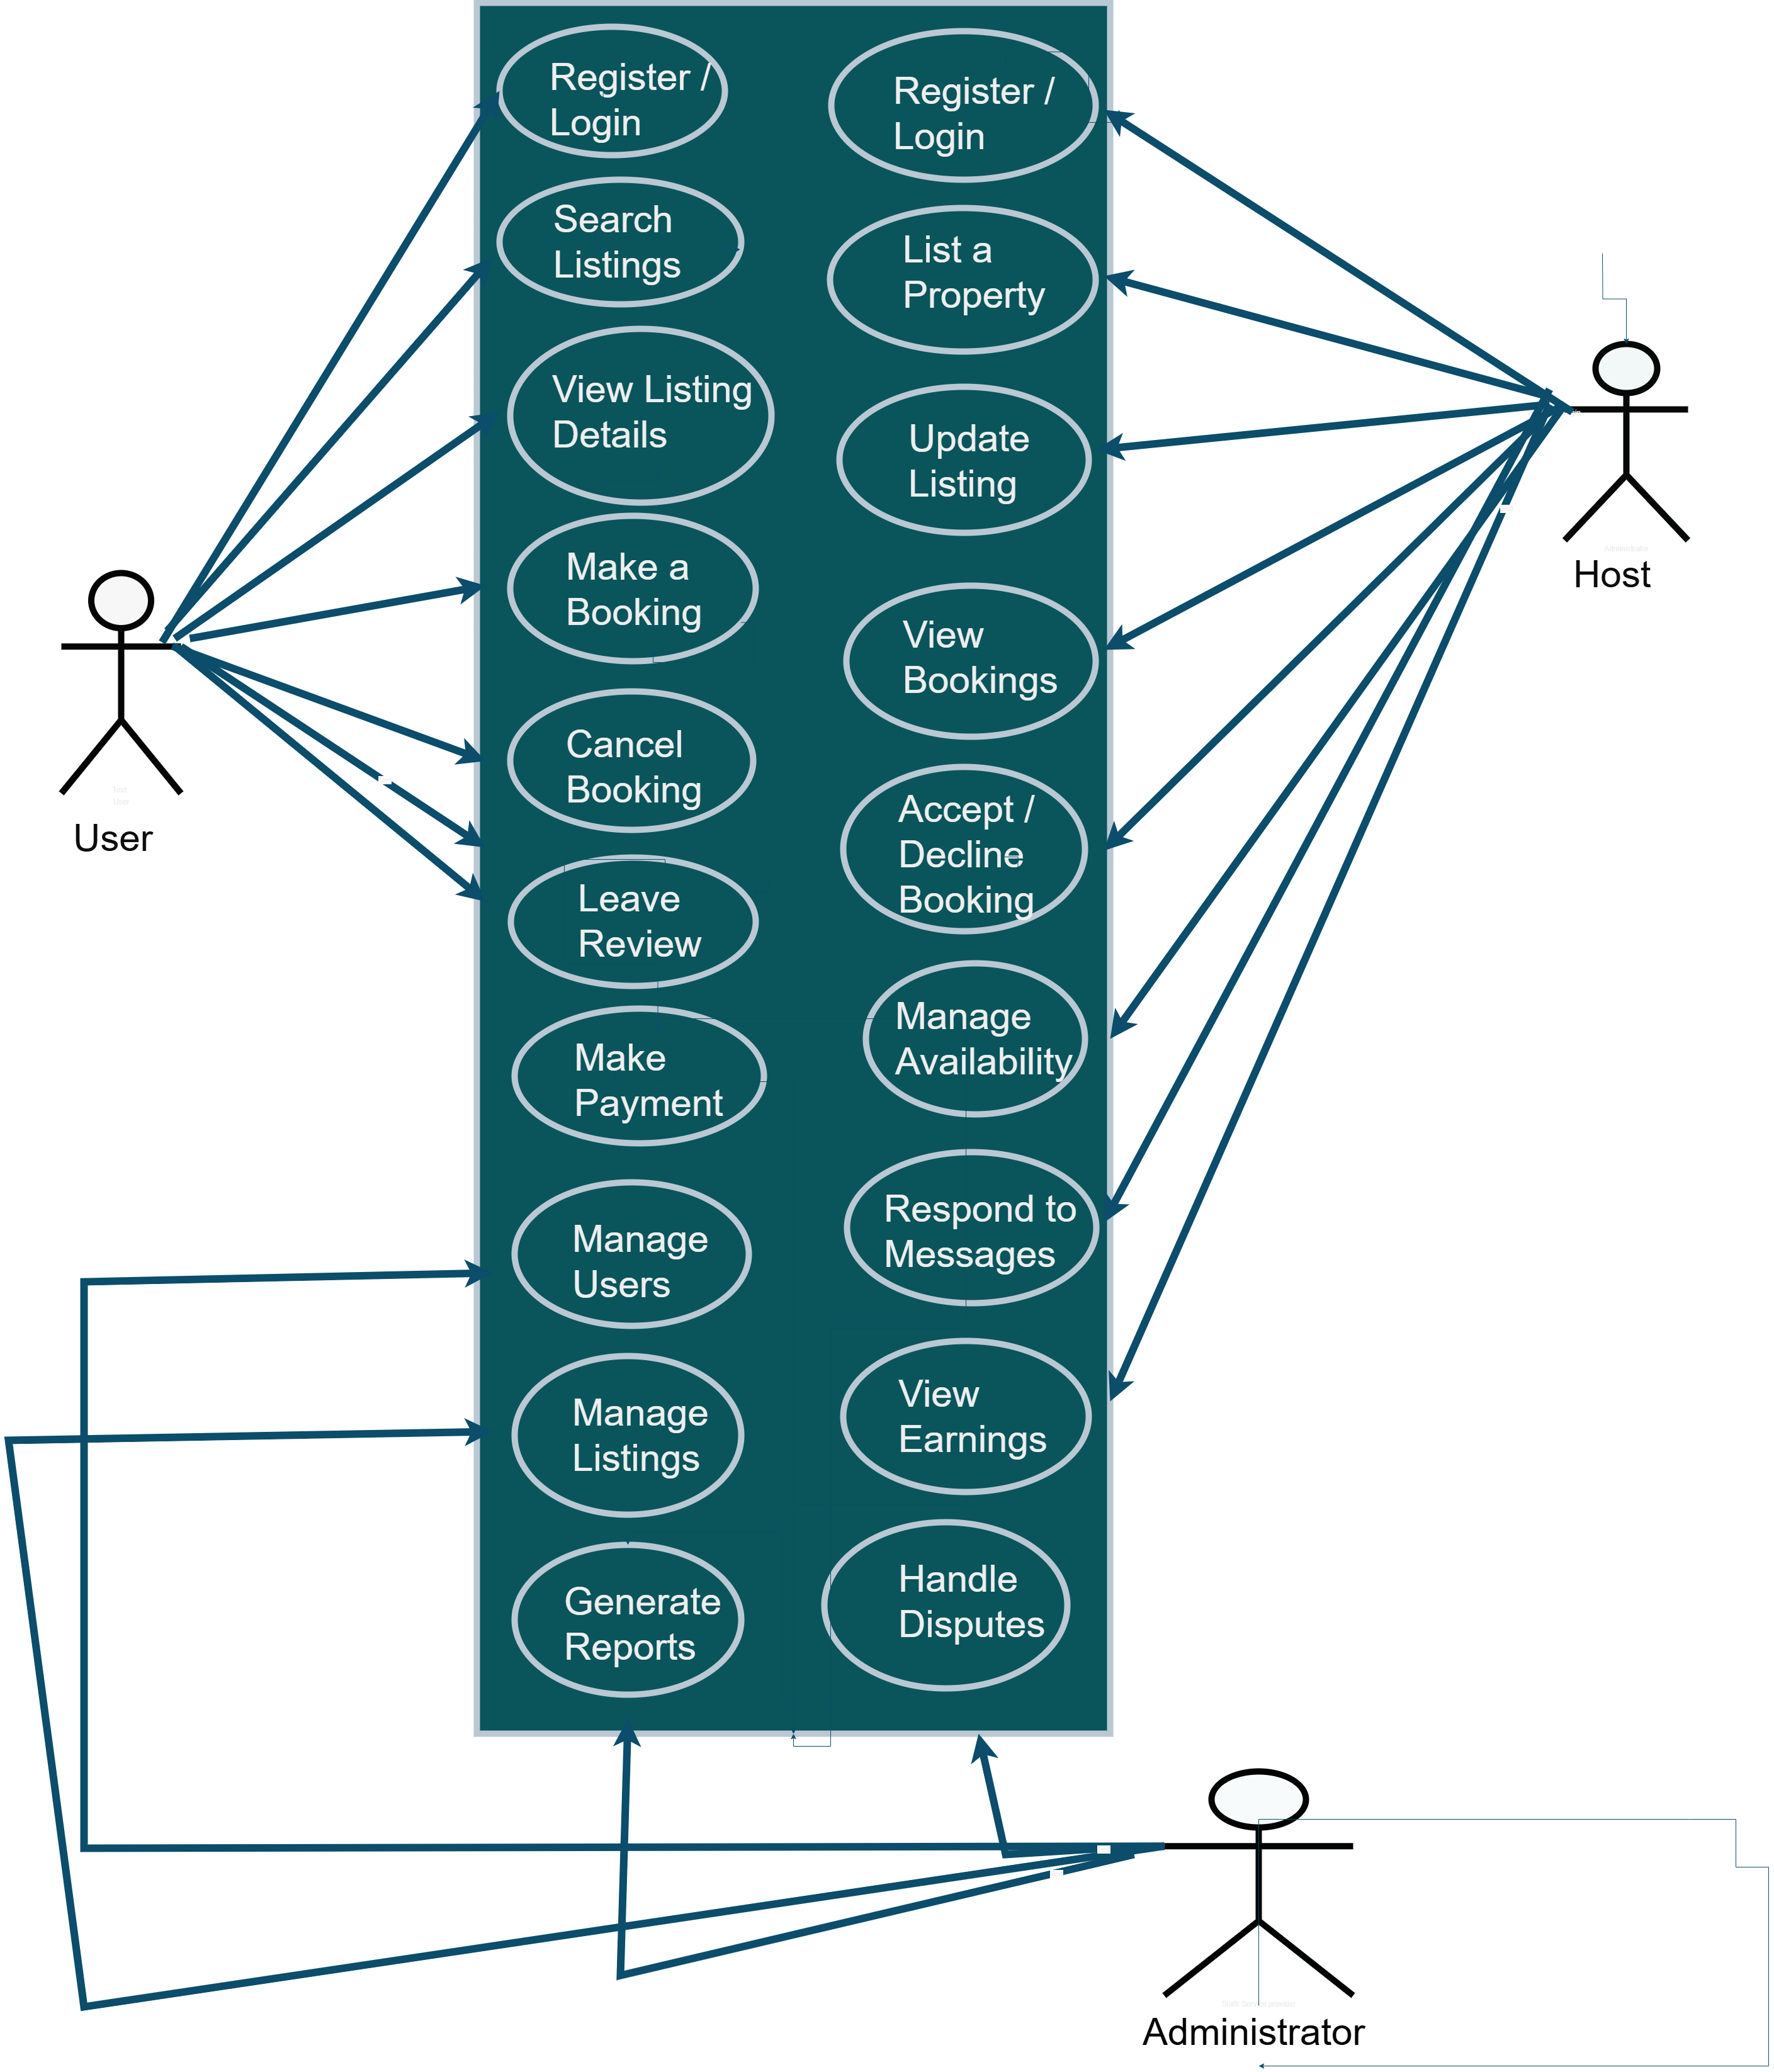 Register /
Login
Search
Listings
View Listing
Details
Make a
Booking
Cancel
Booking
Leave
Review
Make
Payment
Manage
Users
Manage
Listings
Generate
Reports
Register /
Login
List a
Property
Update
Listing
View
Bookings
Accept /
Decline
Booking
Manage
Availability
Respond to
Messages
View
Earnings
Handle
Disputes
User
Host
Administrator
Administrator